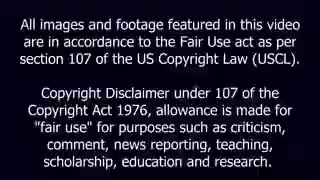 All images and footage featured in this video
are in accordance to the Fair Use act as per
section 107 of the US Copyright Law (USCL).
Copyright Disclaimer under 107 of the
Copyright Act 1976, allowance is made for
"fair use" for purposes such as criticism,
comment, news reporting, teaching,
scholarship, education and research.